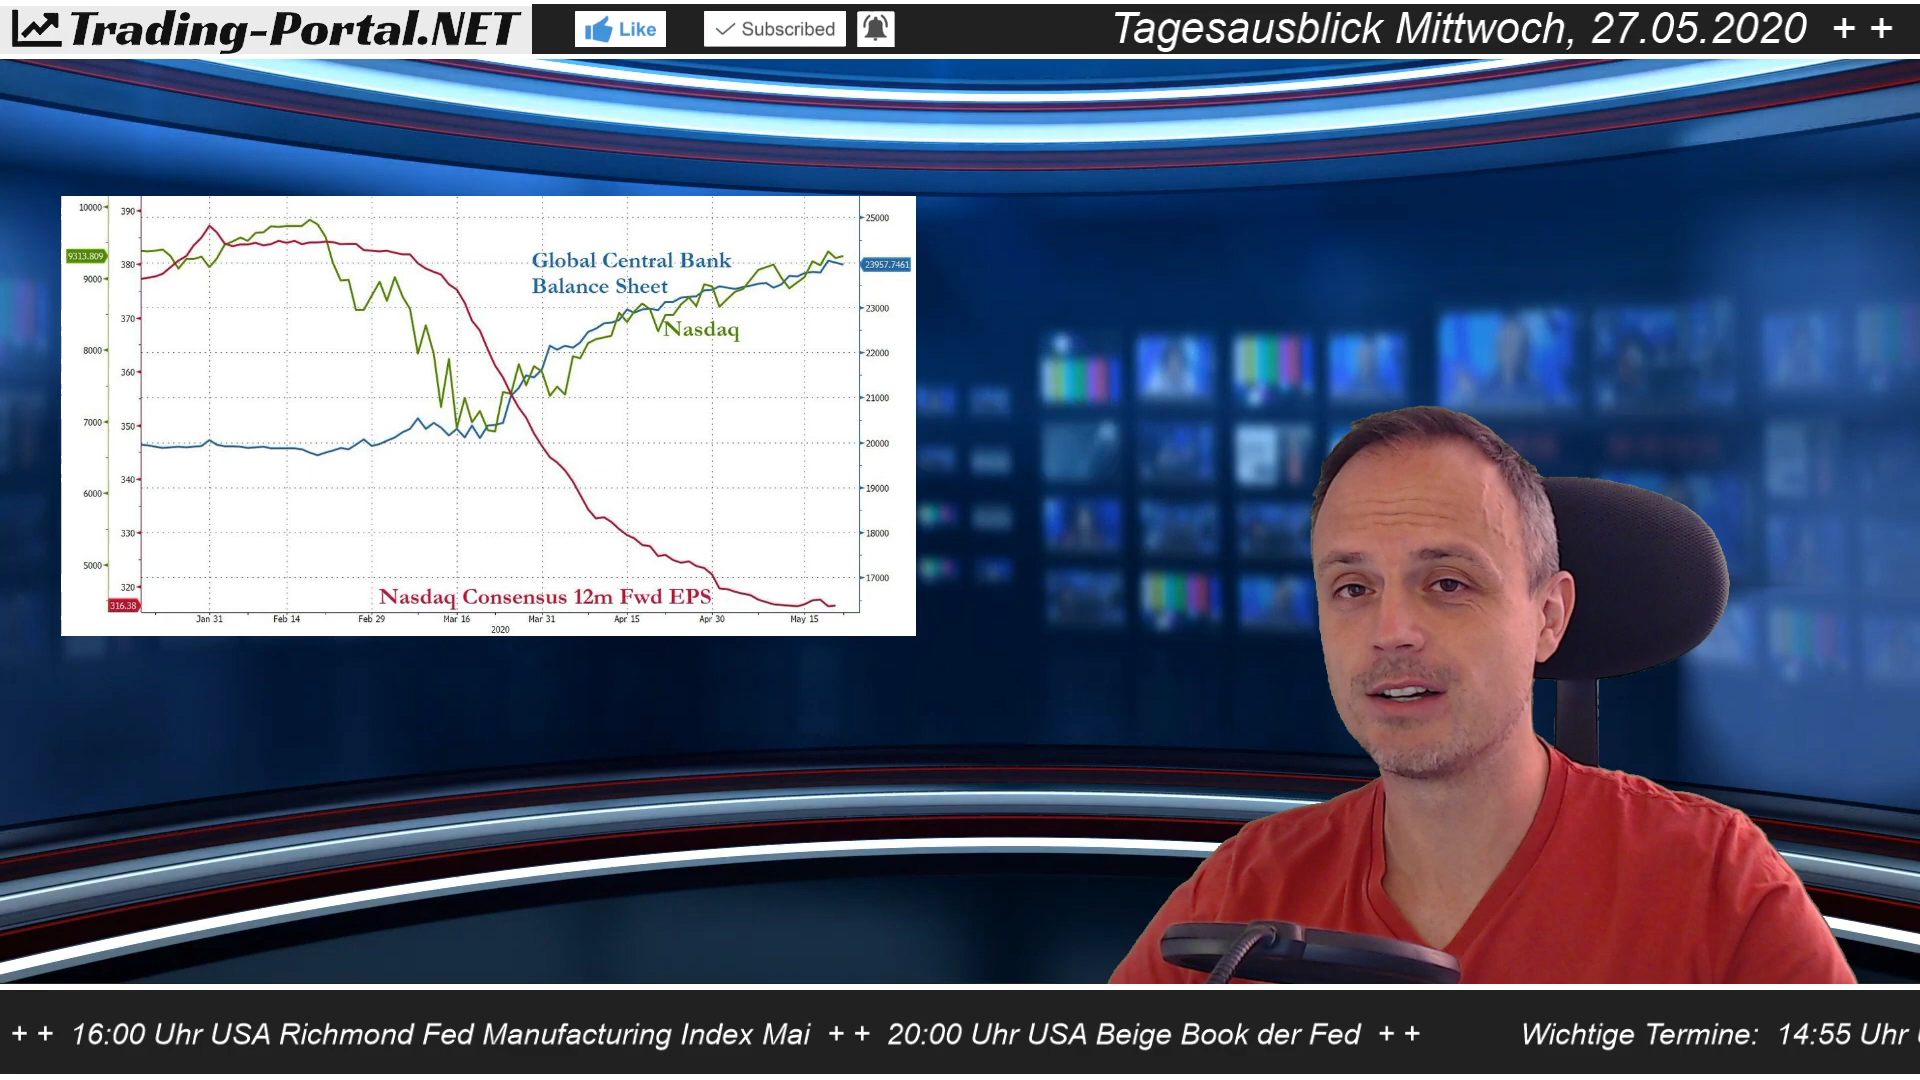 Trading-Portal.NET
Like
Subscribed
Tagesausblick Mittwoch, 27.05.2020 + +
10000
9313.809
9000
8000
7000
6000
5000
390
380
370
360
350
340
330
320
316.38
Global Central Bank
Balance Sheet
Nasdaq
Nasdaq Consensus 12m Fwd EPS
25000
23957.7461
23000
22000
21000
20000
19000
18000
17000
Jan 31 Feb 14 Feb 29 Mar 16 Mar 31 Apr 15 Apr 30 May 15
2020
+ + 16:00 Uhr USA Richmond Fed Manufacturing Index Mai + + 20:00 Uhr USA Beige Book der Fed + + Wichtige Termine: 14:55 Uhr